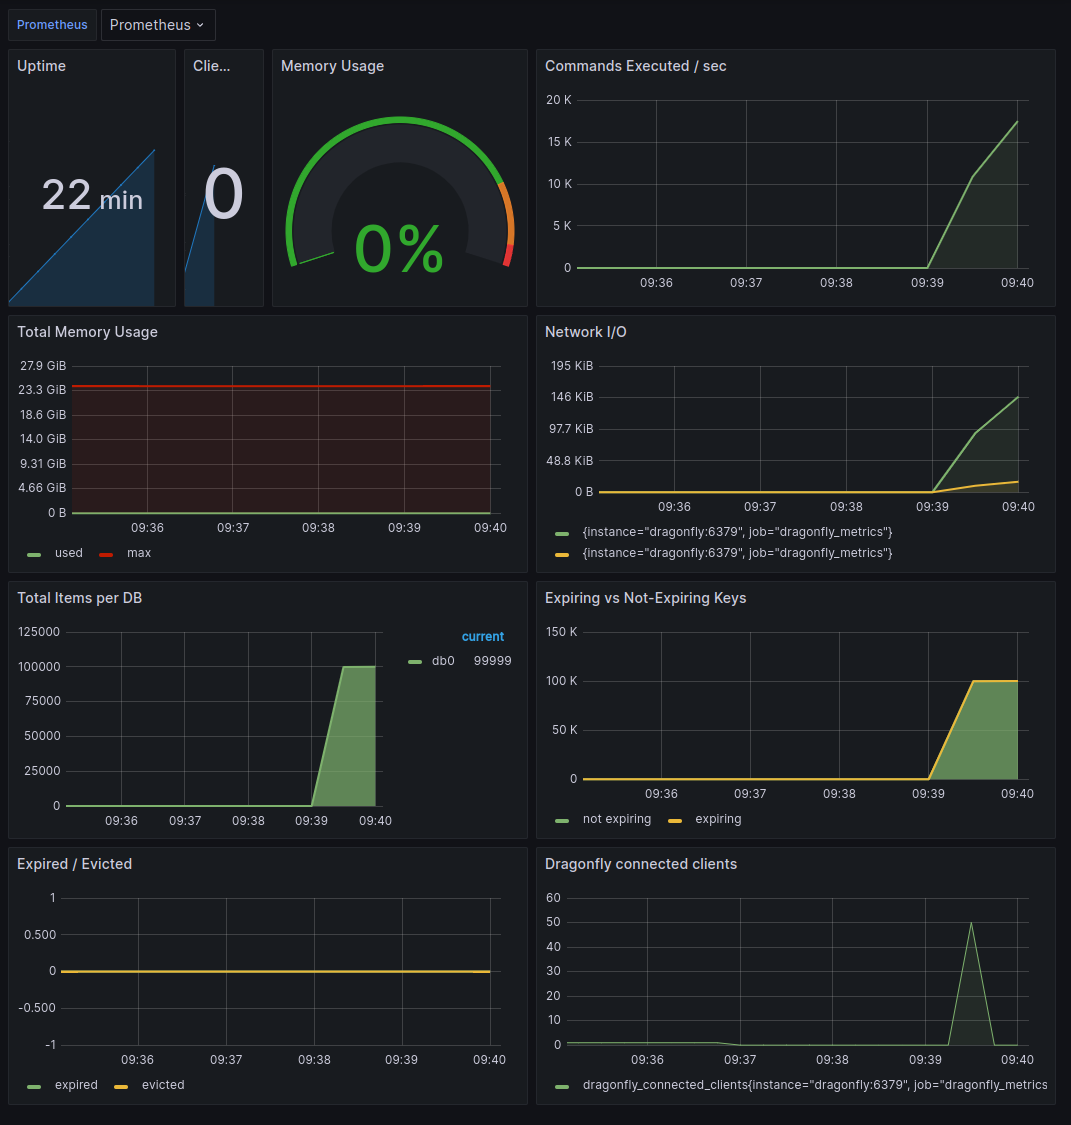 Prometheus
Prometheus
Uptime
22 min
Clie...
0
Memory Usage
0%
Commands Executed / sec
20 K
15 K
10 K
5 K
0
09:36 09:37 09:38 09:39 09:40
Total Memory Usage
27.9 GiB
23.3 GiB
18.6 GiB
14.0 GiB
9.31 GiB
4.66 GiB
0 B
09:36 09:37 09:38 09:39 09:40
used max
Network I/O
195 KiB
146 KiB
97.7 KiB
48.8 KiB
0 B
09:36 09:37 09:38 09:39 09:40
{instance="dragonfly:6379", job="dragonfly_metrics"}
{instance="dragonfly:6379", job="dragonfly_metrics"}
Total Items per DB
125000
100000
75000
50000
25000
0
09:36 09:37 09:38 09:39 09:40
current
db0 99999
Expiring vs Not-Expiring Keys
150 K
100 K
50 K
0
09:36 09:37 09:38 09:39 09:40
not expiring expiring
Expired / Evicted
1
0.500
0
-0.500
-1
09:36 09:37 09:38 09:39 09:40
expired evicted
Dragonfly connected clients
60
50
40
30
20
10
0
09:36 09:37 09:38 09:39 09:40
dragonfly_connected_clients{instance="dragonfly:6379", job="dragonfly_metrics